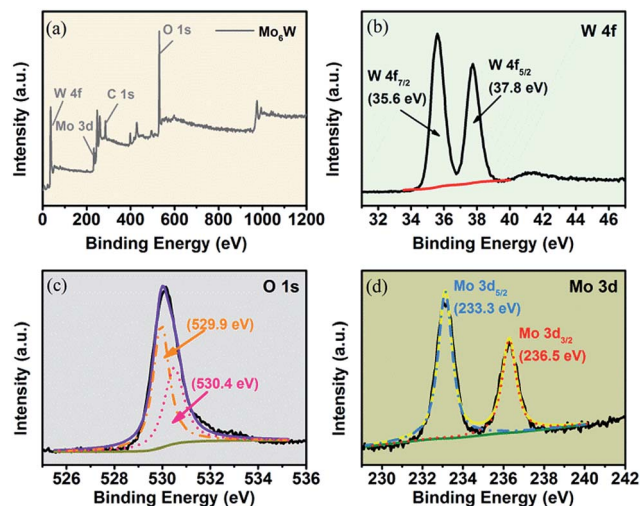 (a)
Mo₆W
O 1s
W 4f
C 1s
Mo 3d
Intensity (a.u.)
0 200 400 600 800 1000 1200
Binding Energy (eV)
(b)
W 4f
W 4f₇/₂
(35.6 eV)
W 4f₅/₂
(37.8 eV)
Intensity (a.u.)
32 34 36 38 40 42 44 46
Binding Energy (eV)
(c)
O 1s
(529.9 eV)
(530.4 eV)
Intensity (a.u.)
526 528 530 532 534 536
Binding Energy (eV)
(d)
Mo 3d
Mo 3d₅/₂
(233.3 eV)
Mo 3d₃/₂
(236.5 eV)
Intensity (a.u.)
230 232 234 236 238 240 242
Binding Energy (eV)